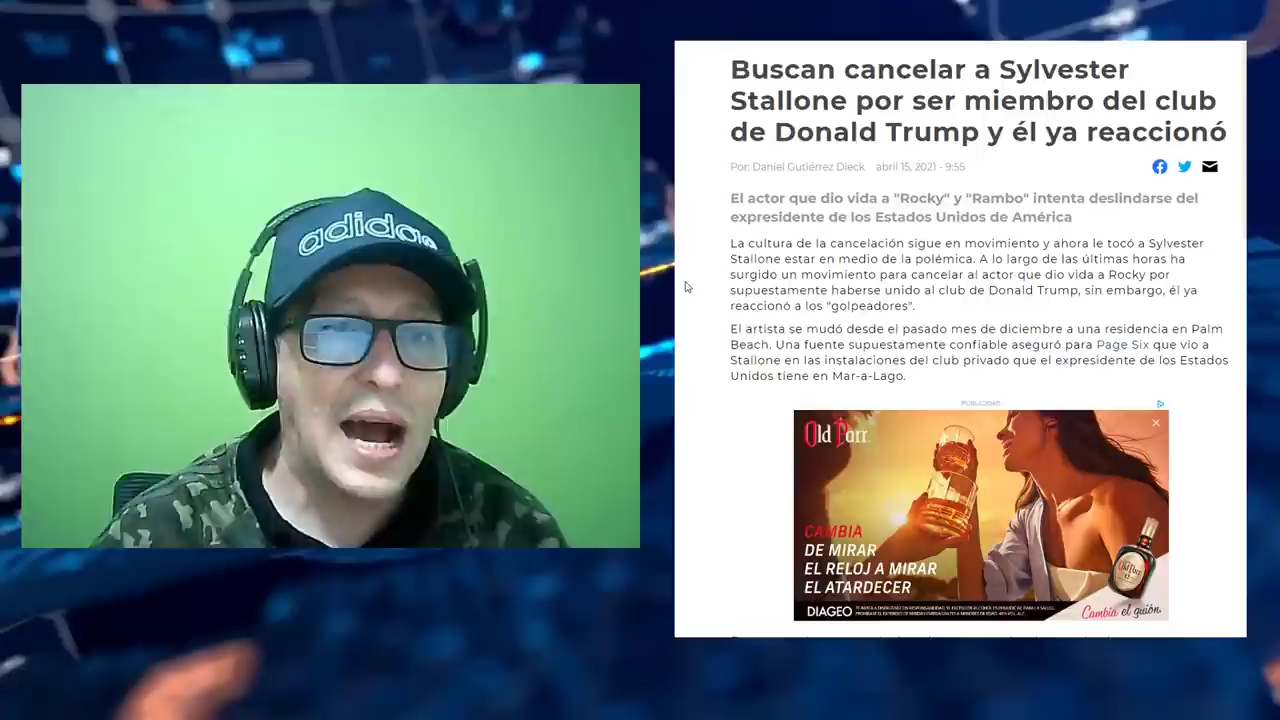 adidas
Buscan cancelar a Sylvester
Stallone por ser miembro del club
de Donald Trump y él ya reaccionó
Por: Daniel Gutiérrez Dieck abril 15, 2021 - 9:55
El actor que dio vida a "Rocky" y "Rambo" intenta deslindarse del
expresidente de los Estados Unidos de América
La cultura de la cancelación sigue en movimiento y ahora le tocó a Sylvester
Stallone estar en medio de la polémica. A lo largo de las últimas horas ha
surgido un movimiento para cancelar al actor que dio vida a Rocky por
supuestamente haberse unido al club de Donald Trump, sin embargo, él ya
reaccionó a los "golpeadores".
El artista se mudó desde el pasado mes de diciembre a una residencia en Palm
Beach. Una fuente supuestamente confiable aseguró para Page Six que vio a
Stallone en las instalaciones del club privado que el expresidente de los Estados
Unidos tiene en Mar-a-Lago.
PUBLICIDAD
Old Parr.
CAMBIA
DE MIRAR
EL RELOJ A MIRAR
EL ATARDECER
Old Parr
12
DIAGEO
Cambia el guión.